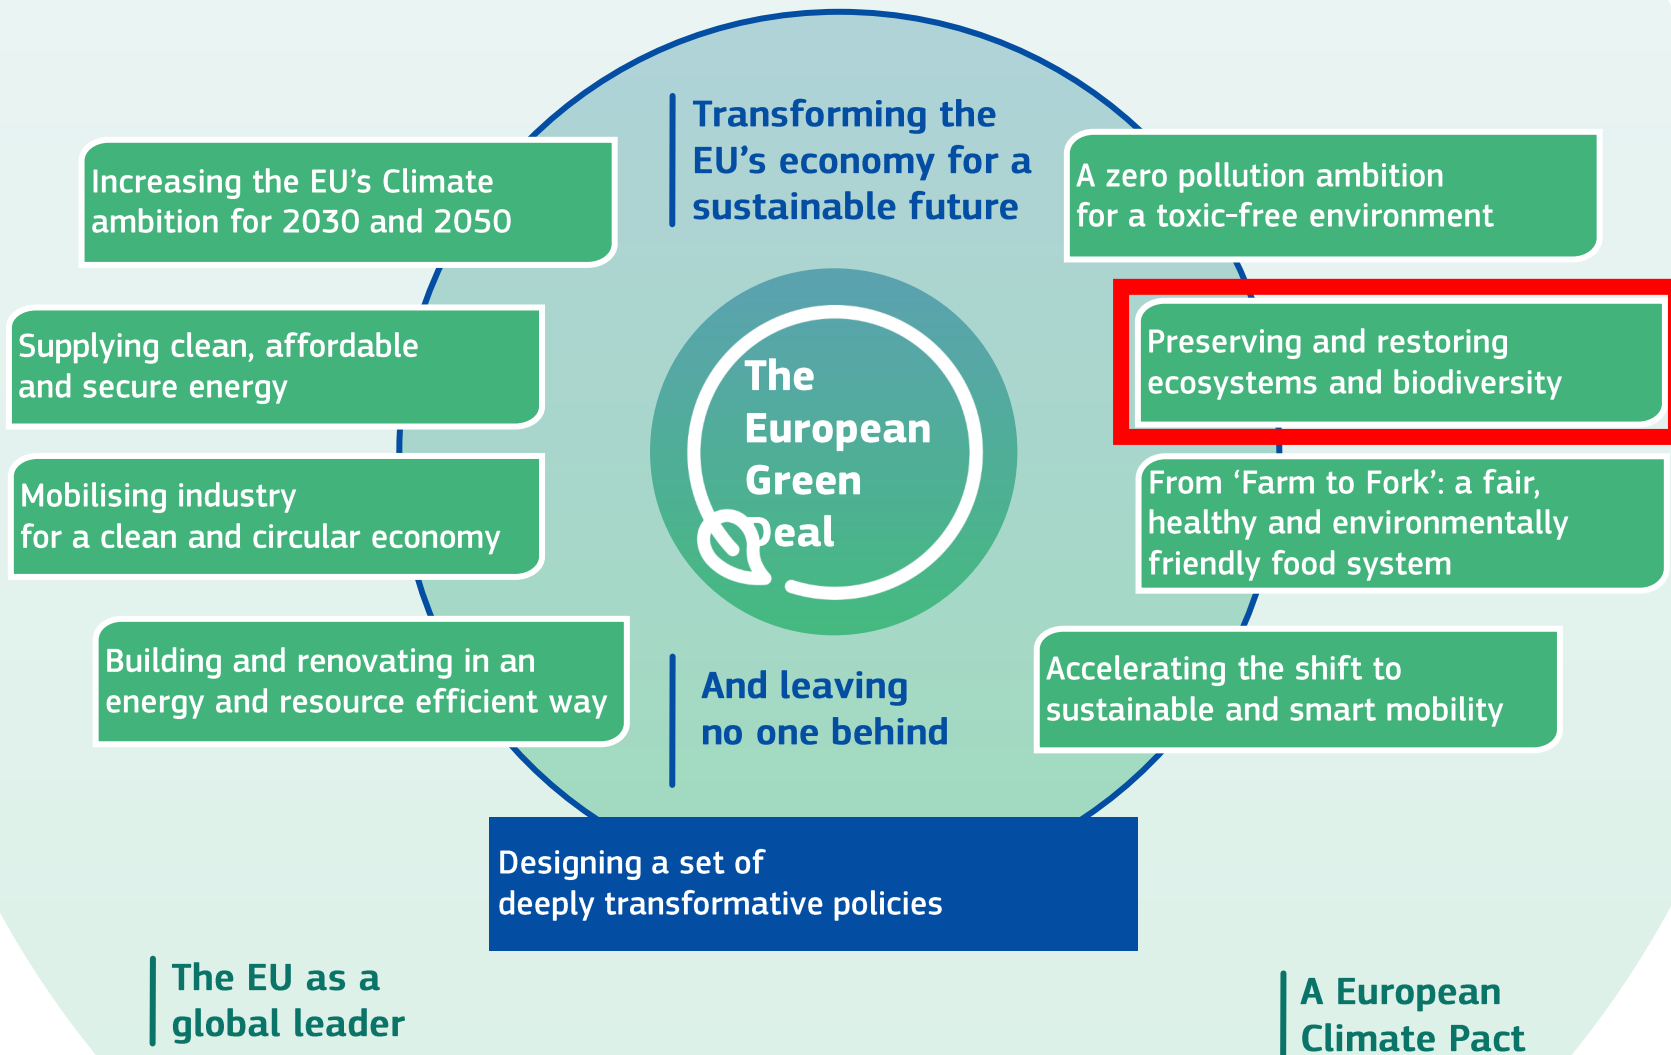 Transforming the
EU’s economy for a
sustainable future
Increasing the EU’s Climate
ambition for 2030 and 2050
Supplying clean, affordable
and secure energy
Mobilising industry
for a clean and circular economy
Building and renovating in an
energy and resource efficient way
The
European
Green
Deal
A zero pollution ambition
for a toxic-free environment
Preserving and restoring
ecosystems and biodiversity
From ‘Farm to Fork’: a fair,
healthy and environmentally
friendly food system
Accelerating the shift to
sustainable and smart mobility
And leaving
no one behind
Designing a set of
deeply transformative policies
The EU as a
global leader
A European
Climate Pact